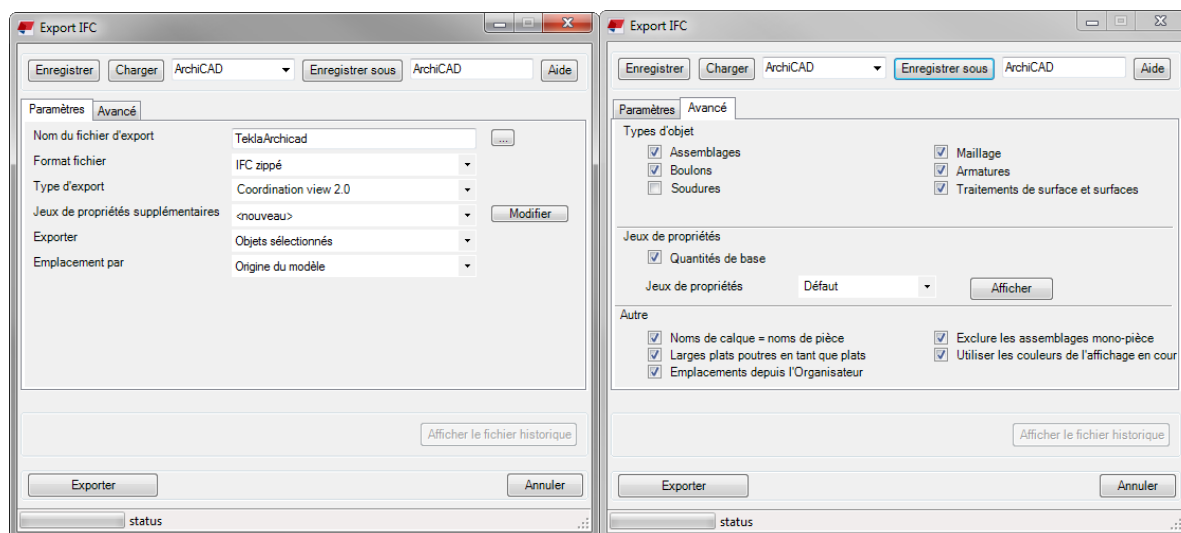 Export IFC
Enregistrer Charger ArchiCAD Enregistrer sous ArchiCAD Aide
Paramètres Avancé
Nom du fichier d'export TeklaArchicad ...
Format fichier IFC zippé
Type d'export Coordination view 2.0
Jeux de propriétés supplémentaires <nouveau> Modifier
Exporter Objets sélectionnés
Emplacement par Origine du modèle
Afficher le fichier historique
Exporter Annuler
status
Export IFC
Enregistrer Charger ArchiCAD Enregistrer sous ArchiCAD Aide
Paramètres Avancé
Types d'objet
Assemblages Maillage
Boulons Armatures
Soudures Traitements de surface et surfaces
Jeux de propriétés
Quantités de base
Jeux de propriétés Défaut Afficher
Autre
Noms de calque = noms de pièce Exclure les assemblages mono-pièce
Larges plats poutres en tant que plats Utiliser les couleurs de l'affichage en cour
Emplacements depuis l'Organisateur
Afficher le fichier historique
Exporter Annuler
status